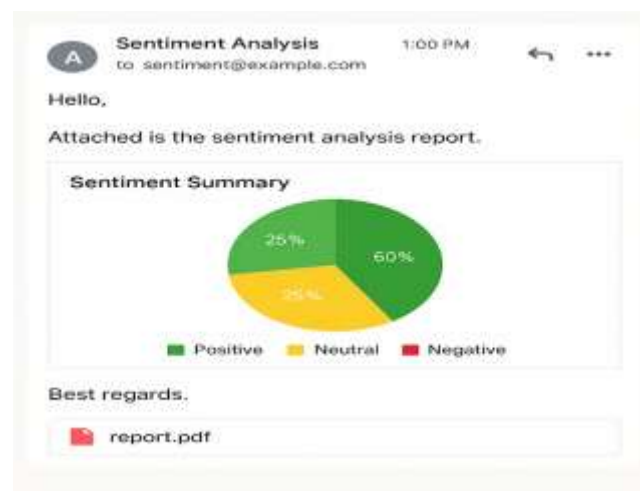 A
Sentiment Analysis 1:00 PM
to sentiment@example.com
Hello,
Attached is the sentiment analysis report.
Sentiment Summary
25%
60%
25%
Positive Neutral Negative
Best regards.
report.pdf